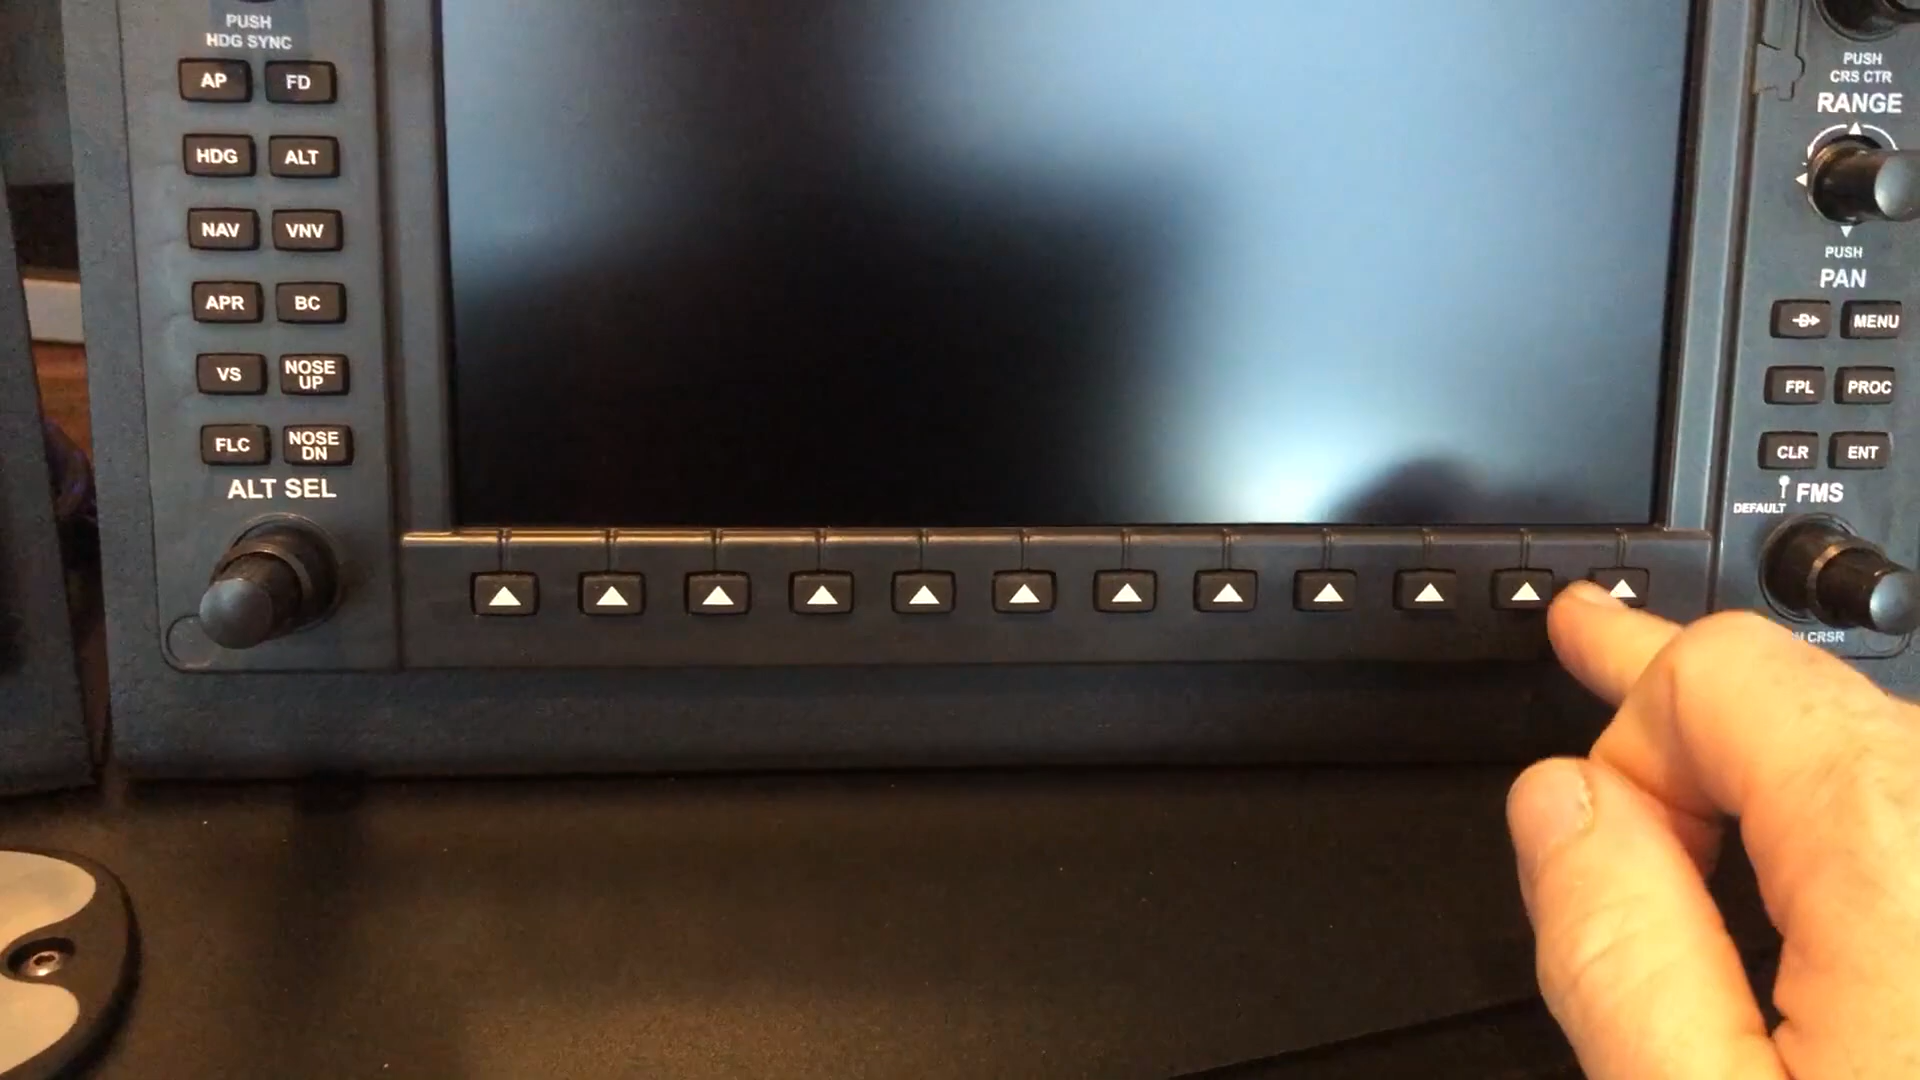 PUSH
HDG SYNC
AP FD
HDG ALT
NAV VNV
APR BC
VS NOSE UP
FLC NOSE DN
ALT SEL
PUSH
CRS CTR
RANGE
PUSH
PAN
D MENU
FPL PROC
CLR ENT
FMS
DEFAULT
CRSR